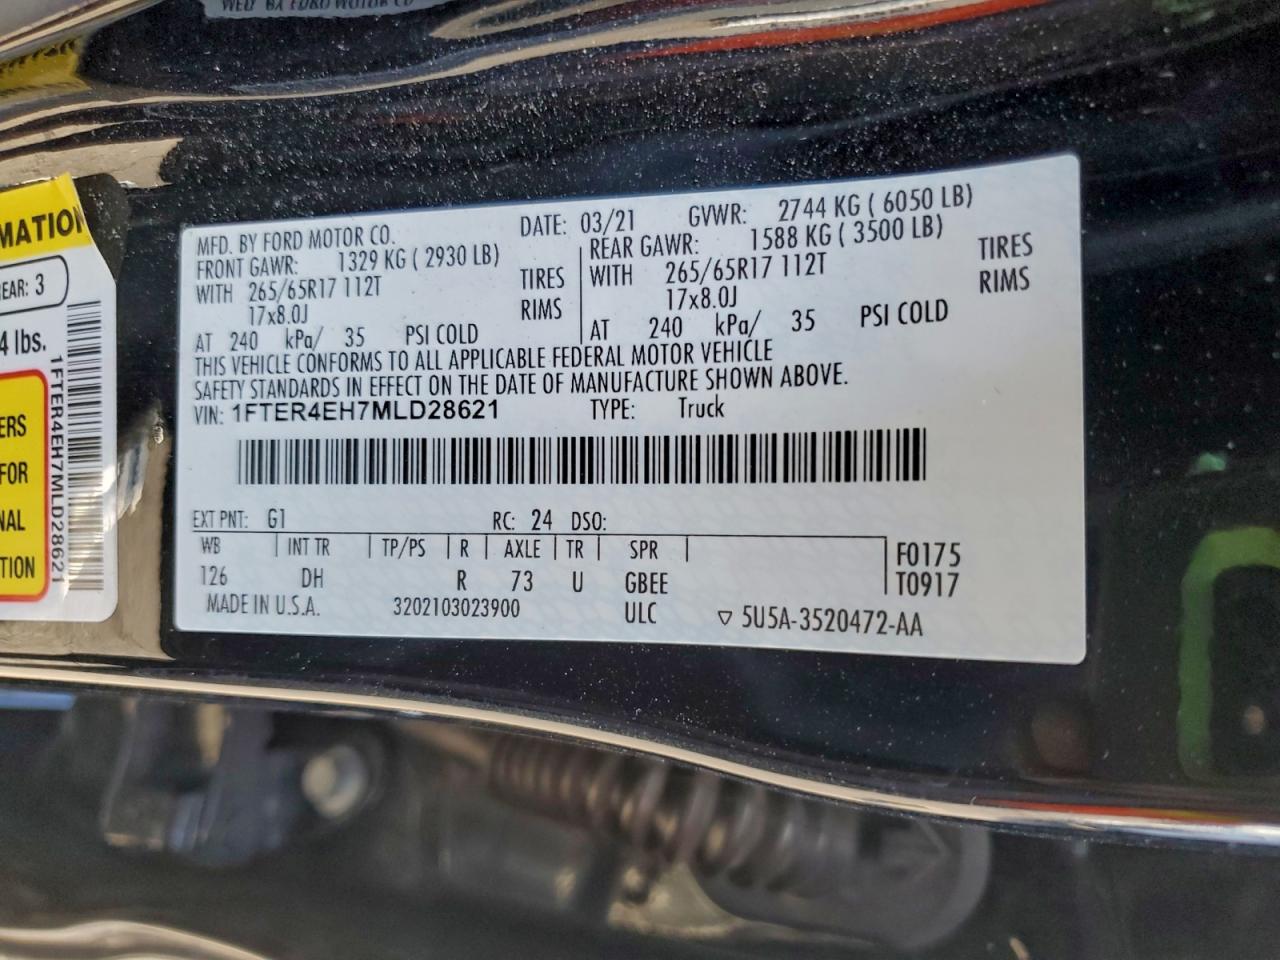 MFD. BY FORD MOTOR CO. DATE: 03/21 GVWR: 2744 KG ( 6050 LB)
FRONT GAWR: 1329 KG ( 2930 LB) REAR GAWR: 1588 KG ( 3500 LB)
WITH 265/65R17 112T TIRES WITH 265/65R17 112T TIRES
17x8.0J RIMS 17x8.0J RIMS
AT 240 kPa/ 35 PSI COLD AT 240 kPa/ 35 PSI COLD
THIS VEHICLE CONFORMS TO ALL APPLICABLE FEDERAL MOTOR VEHICLE
SAFETY STANDARDS IN EFFECT ON THE DATE OF MANUFACTURE SHOWN ABOVE.
VIN: 1FTER4EH7MLD28621 TYPE: Truck
EXT PNT: G1 RC: 24 DSO:
WB INT TR TP/PS R AXLE TR SPR F0175
126 DH R 73 U GBEE T0917
MADE IN U.S.A. 3202103023900 ULC ▽ 5U5A-3520472-AA
MATION
EAR: 3
4 lbs.
1FTER4EH7MLD28621
ERS
FOR
NAL
TION